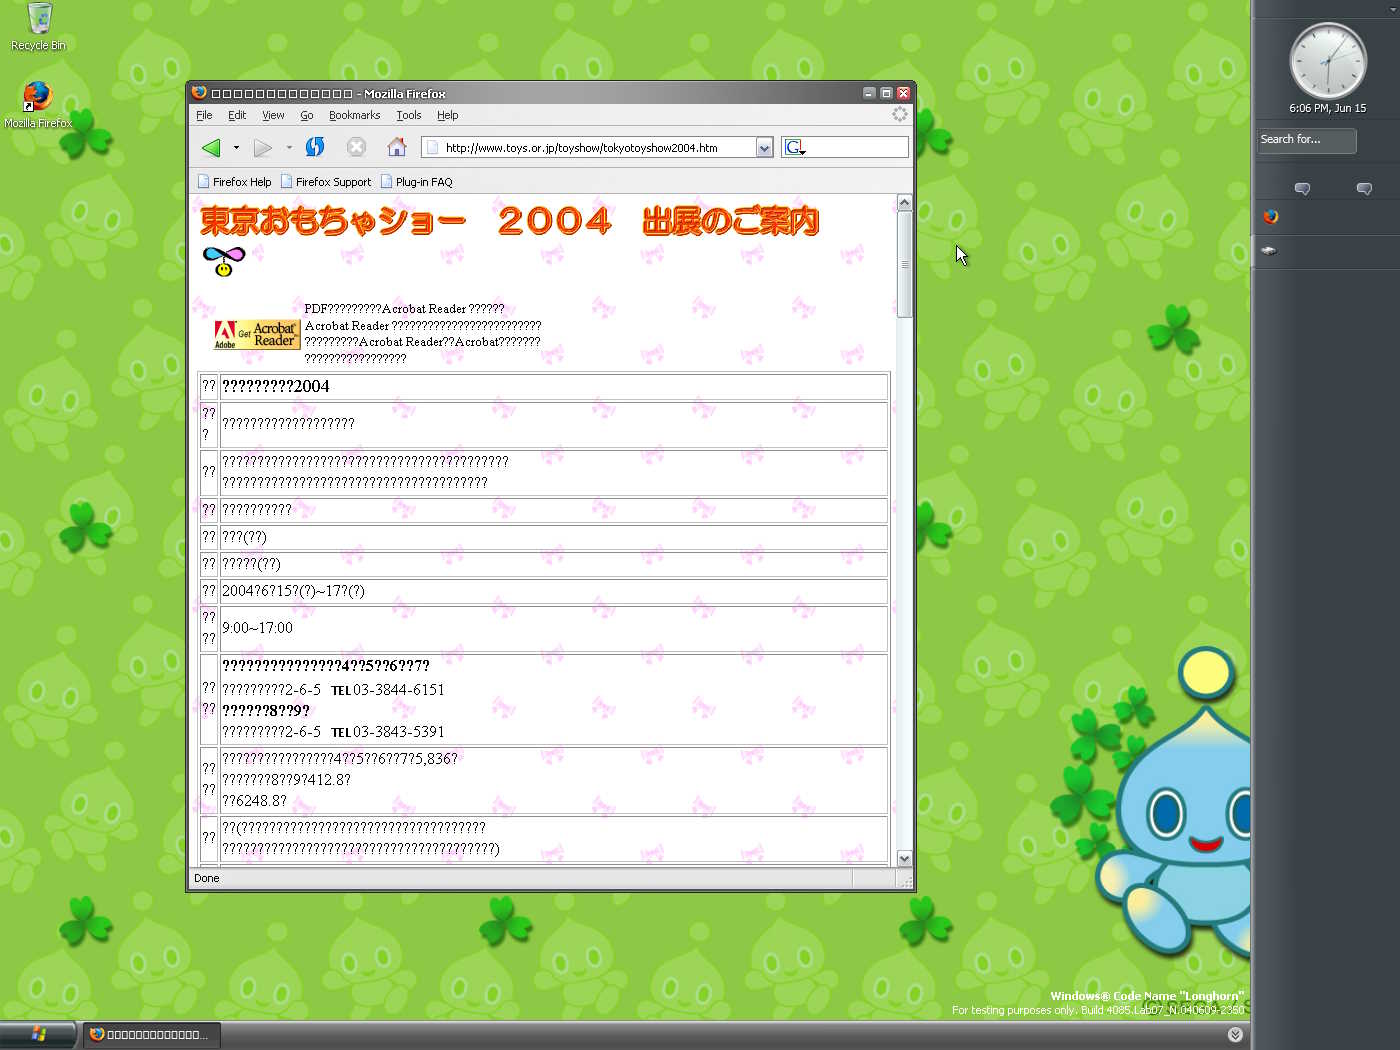 Recycle Bin
Mozilla Firefox
□□□□□□□□□□□□□ - Mozilla Firefox
File Edit View Go Bookmarks Tools Help
http://www.toys.or.jp/toyshow/tokyotoyshow2004.htm
G
Firefox Help Firefox Support Plug-in FAQ
東京おもちゃショー　２００４　出展のご案内
PDF?????????Acrobat Reader ??????
Acrobat Reader ?????????????????????????
?????????Acrobat Reader??Acrobat???????
?????????????????
Adobe Get Acrobat Reader
?? ?????????2004
??? ???????????????????
?? ?????????????????????????????????????????
??????????????????????????????????????
?? ??????????
?? ???(??)
?? ?????(??)
?? 2004?6?15?(?)~17?(?)
???? 9:00~17:00
???? ???????????????4??5??6??7?
?????????2-6-5 TEL03-3844-6151
??????8??9?
?????????2-6-5 TEL03-3843-5391
???? ????????????????4??5??6??7?5,836?
???????8??9?412.8?
??6248.8?
?? ??(???????????????????????????????????
???????????????????????????????????????)
Done
6:06 PM, Jun 15
Search for...
Windows® Code Name "Longhorn"
For testing purposes only. Build 4085.Lab07_N.040609-2350
□□□□□□□□□□□□□...